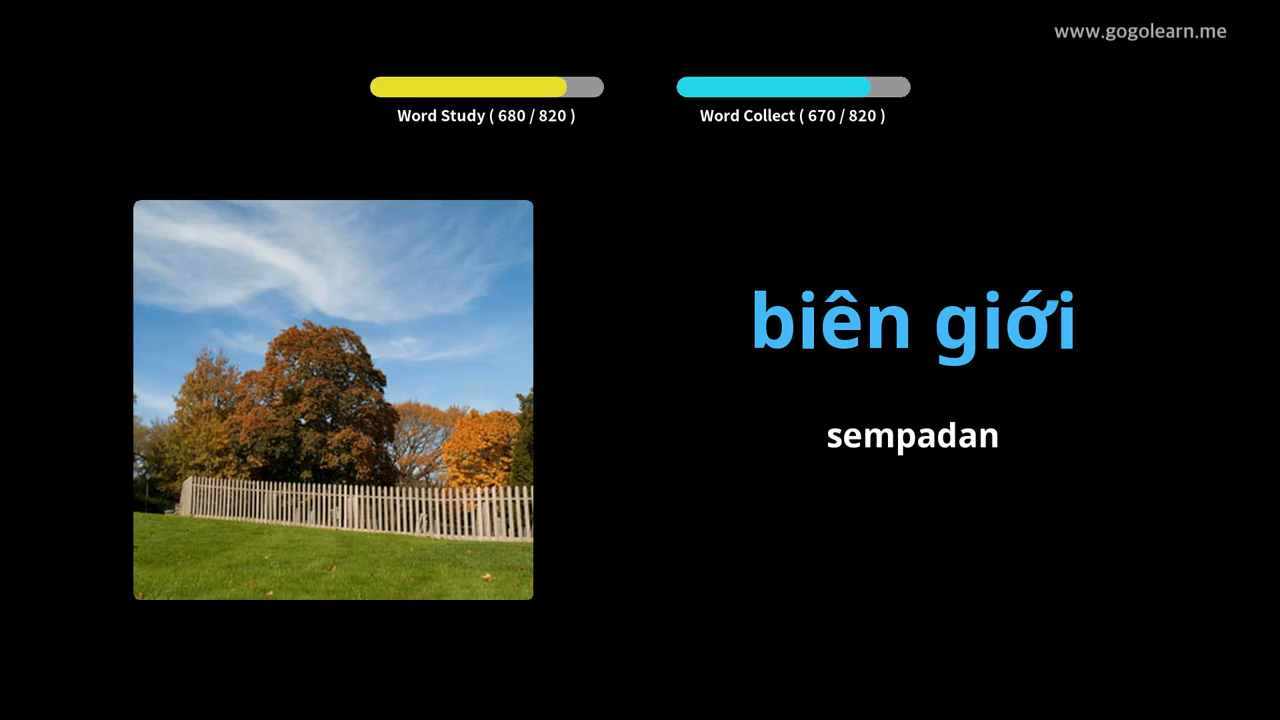 www.gogolearn.me
Word Study ( 680 / 820 )
Word Collect ( 670 / 820 )
biên giới
sempadan